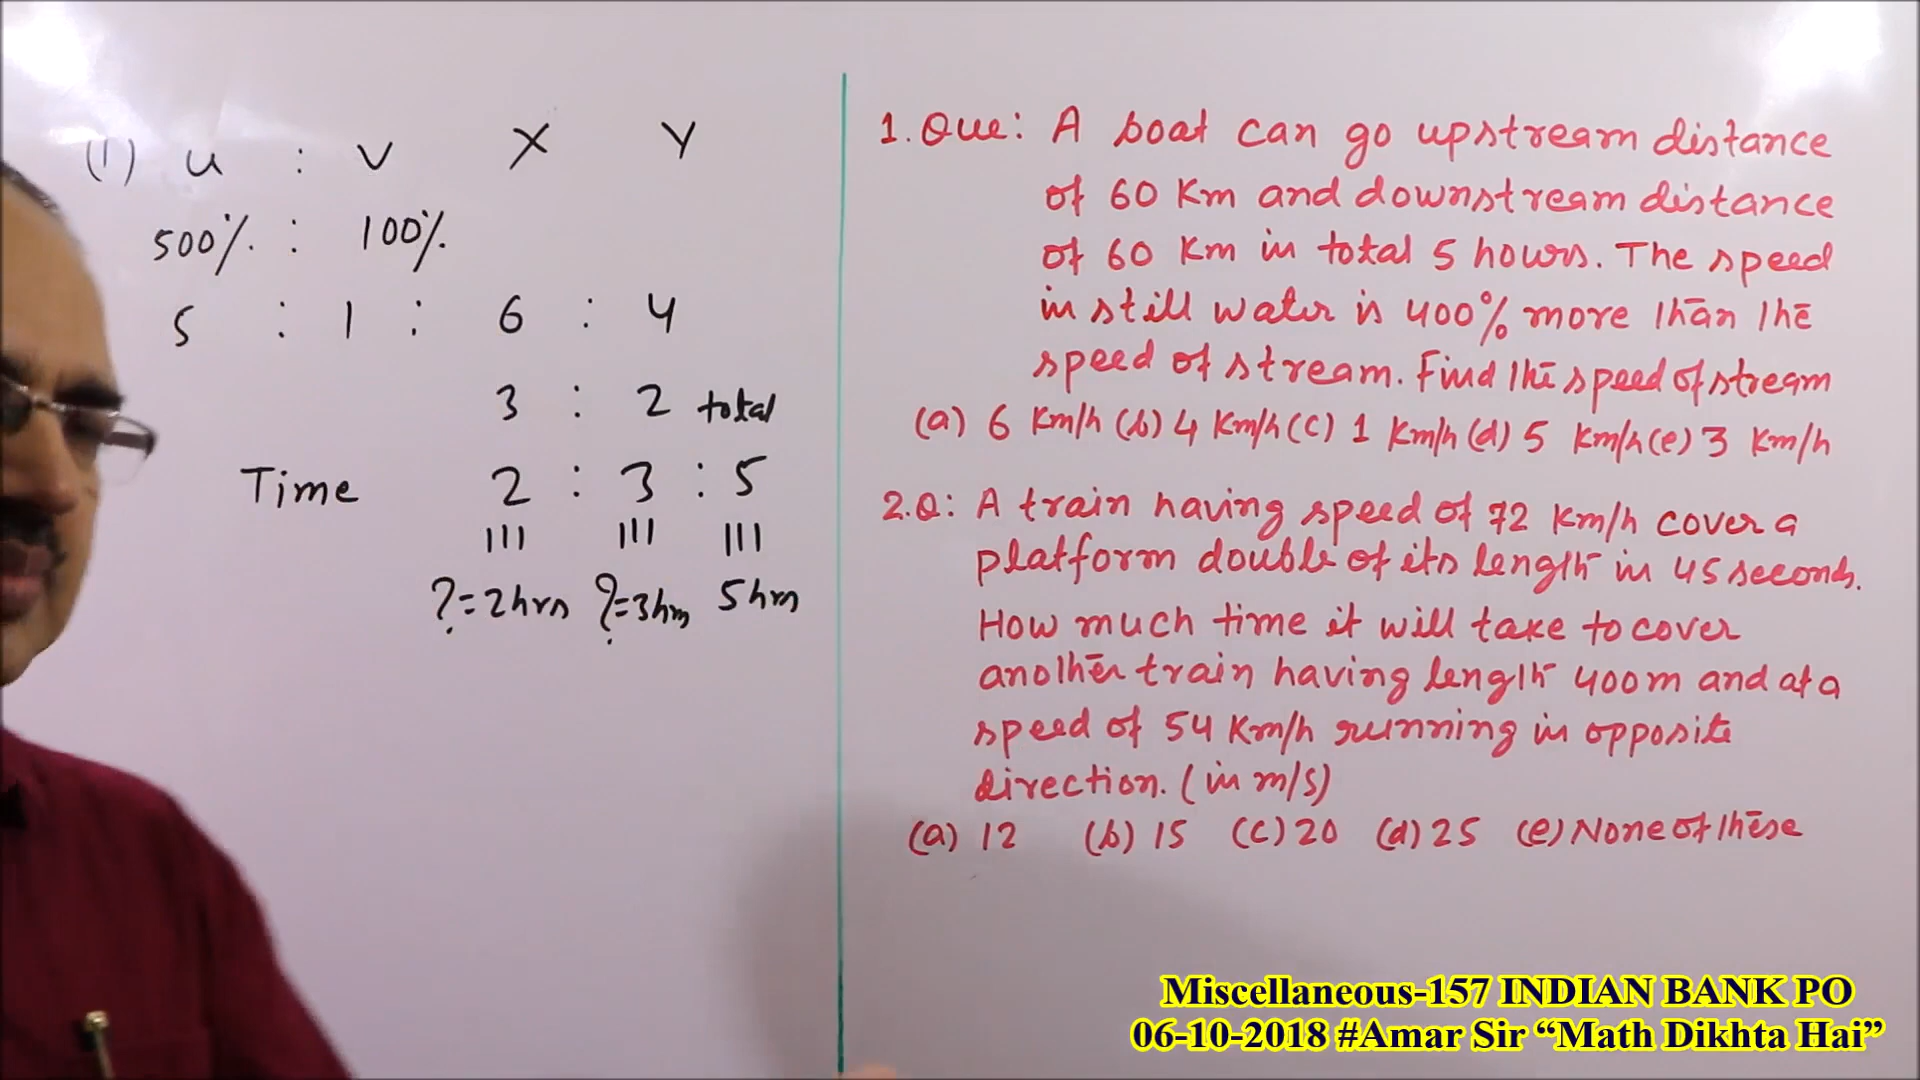 (1) u : v X Y
500% : 100%
5 : 1 : 6 : 4
3 : 2 total
Time 2 : 3 : 5
?=2hrs ?=3hrs 5hrs
1. Que: A boat can go upstream distance
of 60 Km and downstream distance
of 60 Km in total 5 hours. The speed
in still water is 400% more than the
speed of stream. Find the speed of stream
(a) 6 Km/h (b) 4 Km/h (c) 1 Km/h (d) 5 Km/h (e) 3 Km/h
2.Q: A train having speed of 72 Km/h cover a
platform double of its length in 45 seconds.
How much time it will take to cover
another train having length 400m and at a
speed of 54 Km/h running in opposite
direction. (in m/s)
(a) 12 (b) 15 (c) 20 (d) 25 (e) None of these
Miscellaneous-157 INDIAN BANK PO
06-10-2018 #Amar Sir “Math Dikhta Hai”